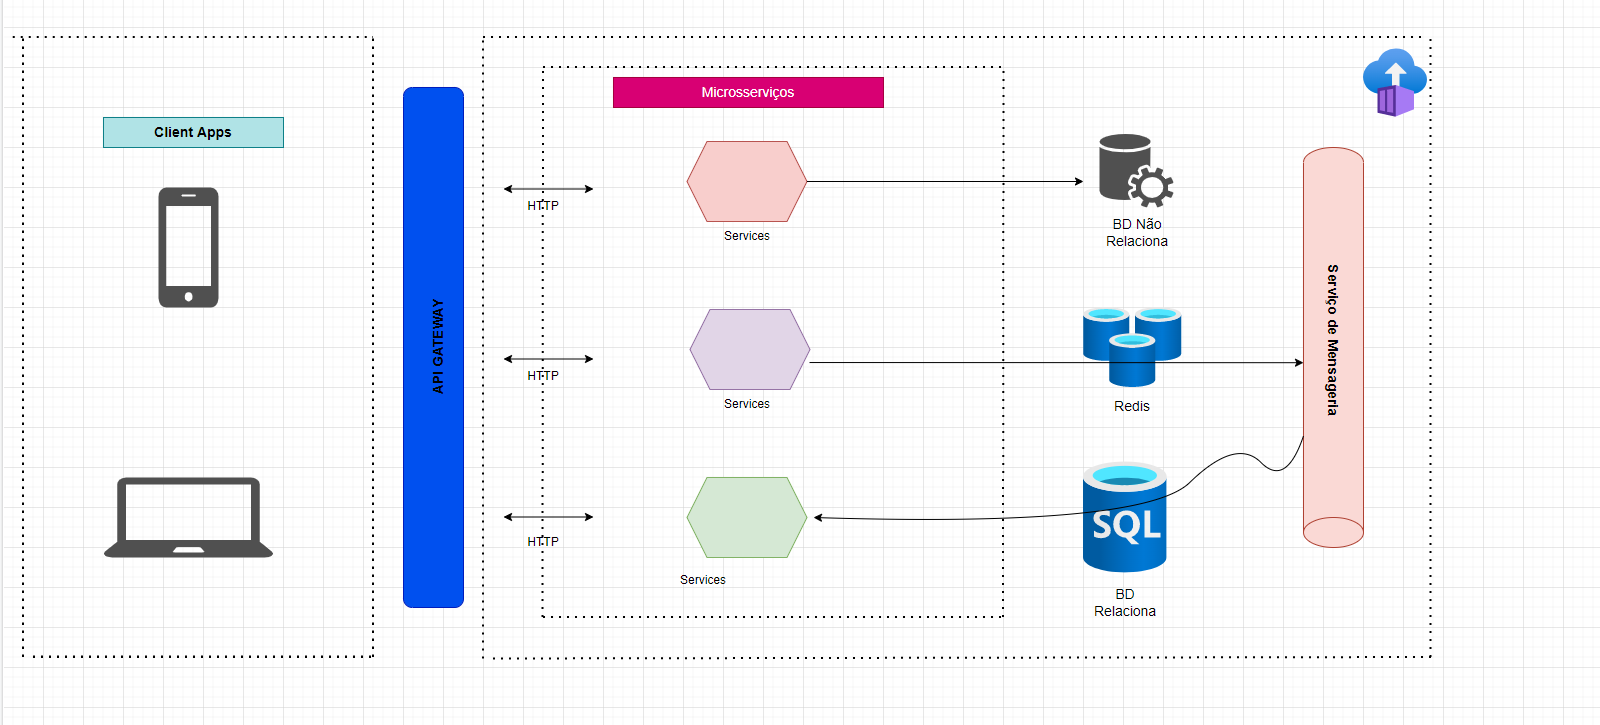 Client Apps
API GATEWAY
Microsserviços
HTTP
Services
BD Não
Relaciona
HTTP
Services
Redis
HTTP
Services
SQL
BD
Relaciona
Serviço de Mensageria